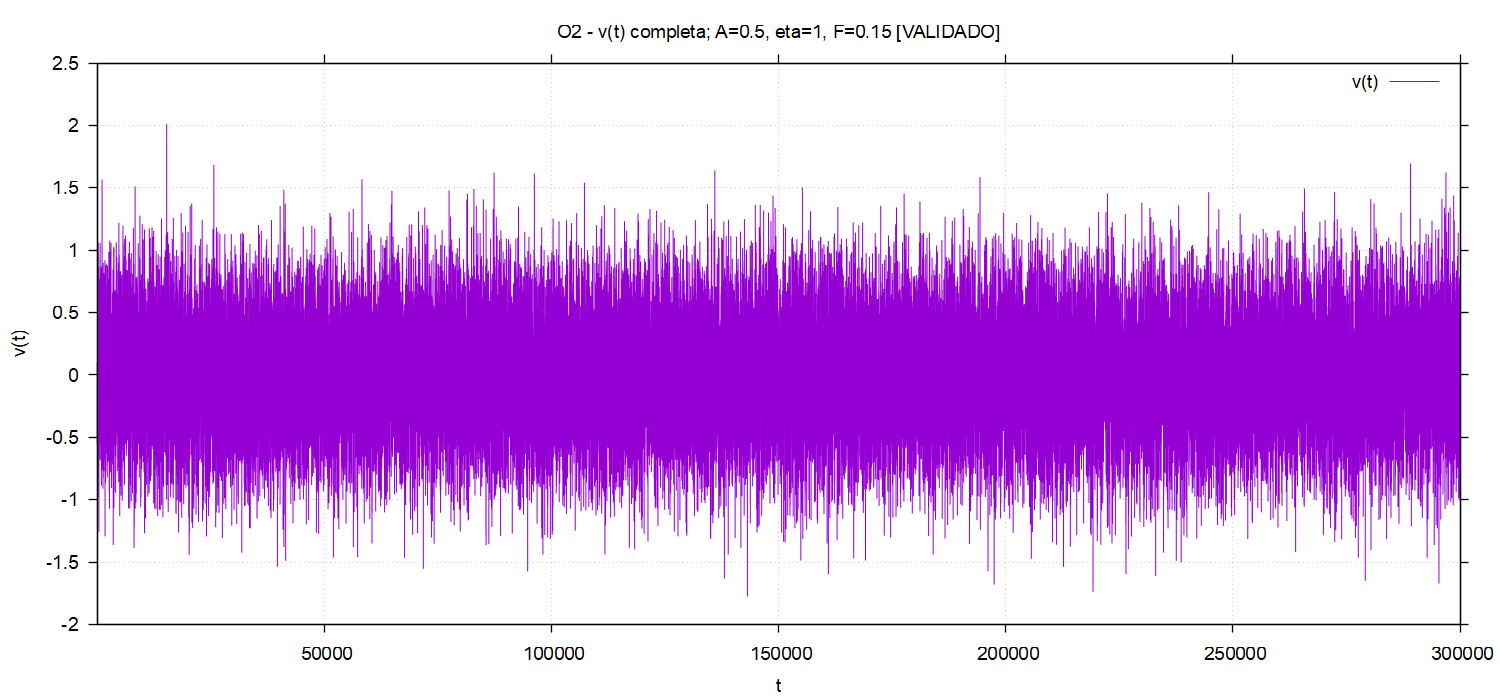 O2 - v(t) completa; A=0.5, eta=1, F=0.15 [VALIDADO]
v(t)
2.5
2
1.5
1
0.5
0
-0.5
-1
-1.5
-2
v(t)
50000 100000 150000 200000 250000 300000
t